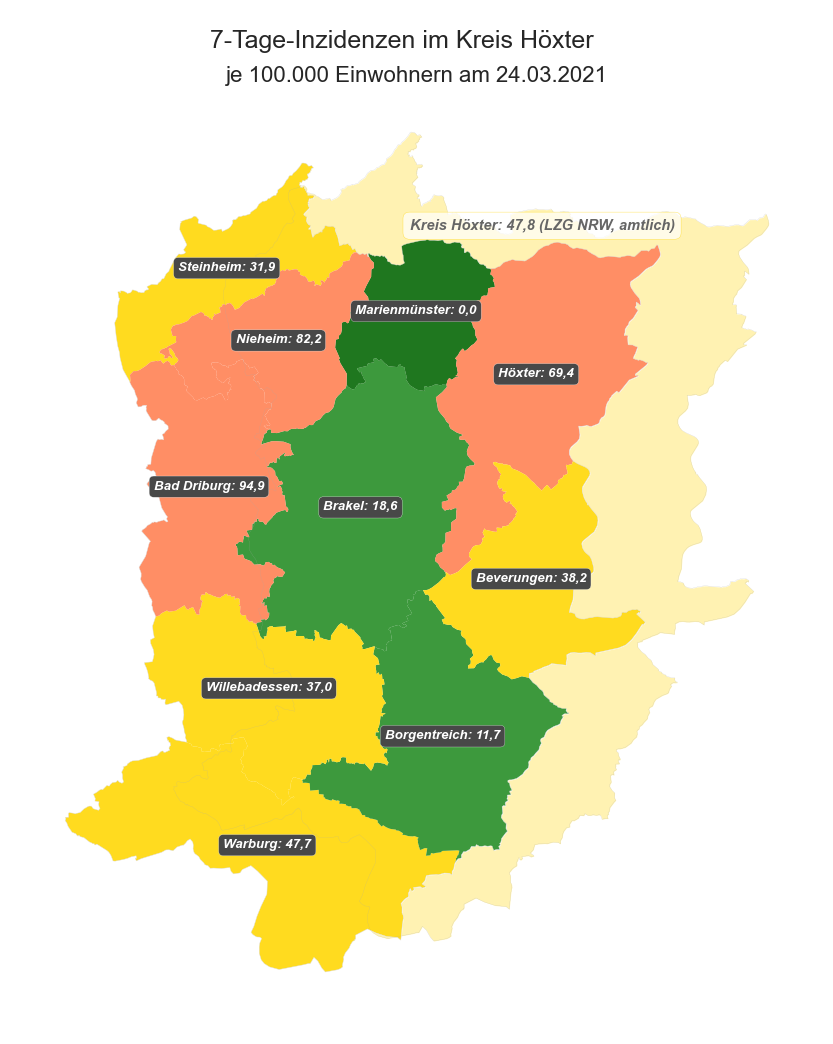 7-Tage-Inzidenzen im Kreis Höxter
je 100.000 Einwohnern am 24.03.2021
Kreis Höxter: 47,8 (LZG NRW, amtlich)
Steinheim: 31,9
Marienmünster: 0,0
Nieheim: 82,2
Höxter: 69,4
Bad Driburg: 94,9
Brakel: 18,6
Beverungen: 38,2
Willebadessen: 37,0
Borgentreich: 11,7
Warburg: 47,7